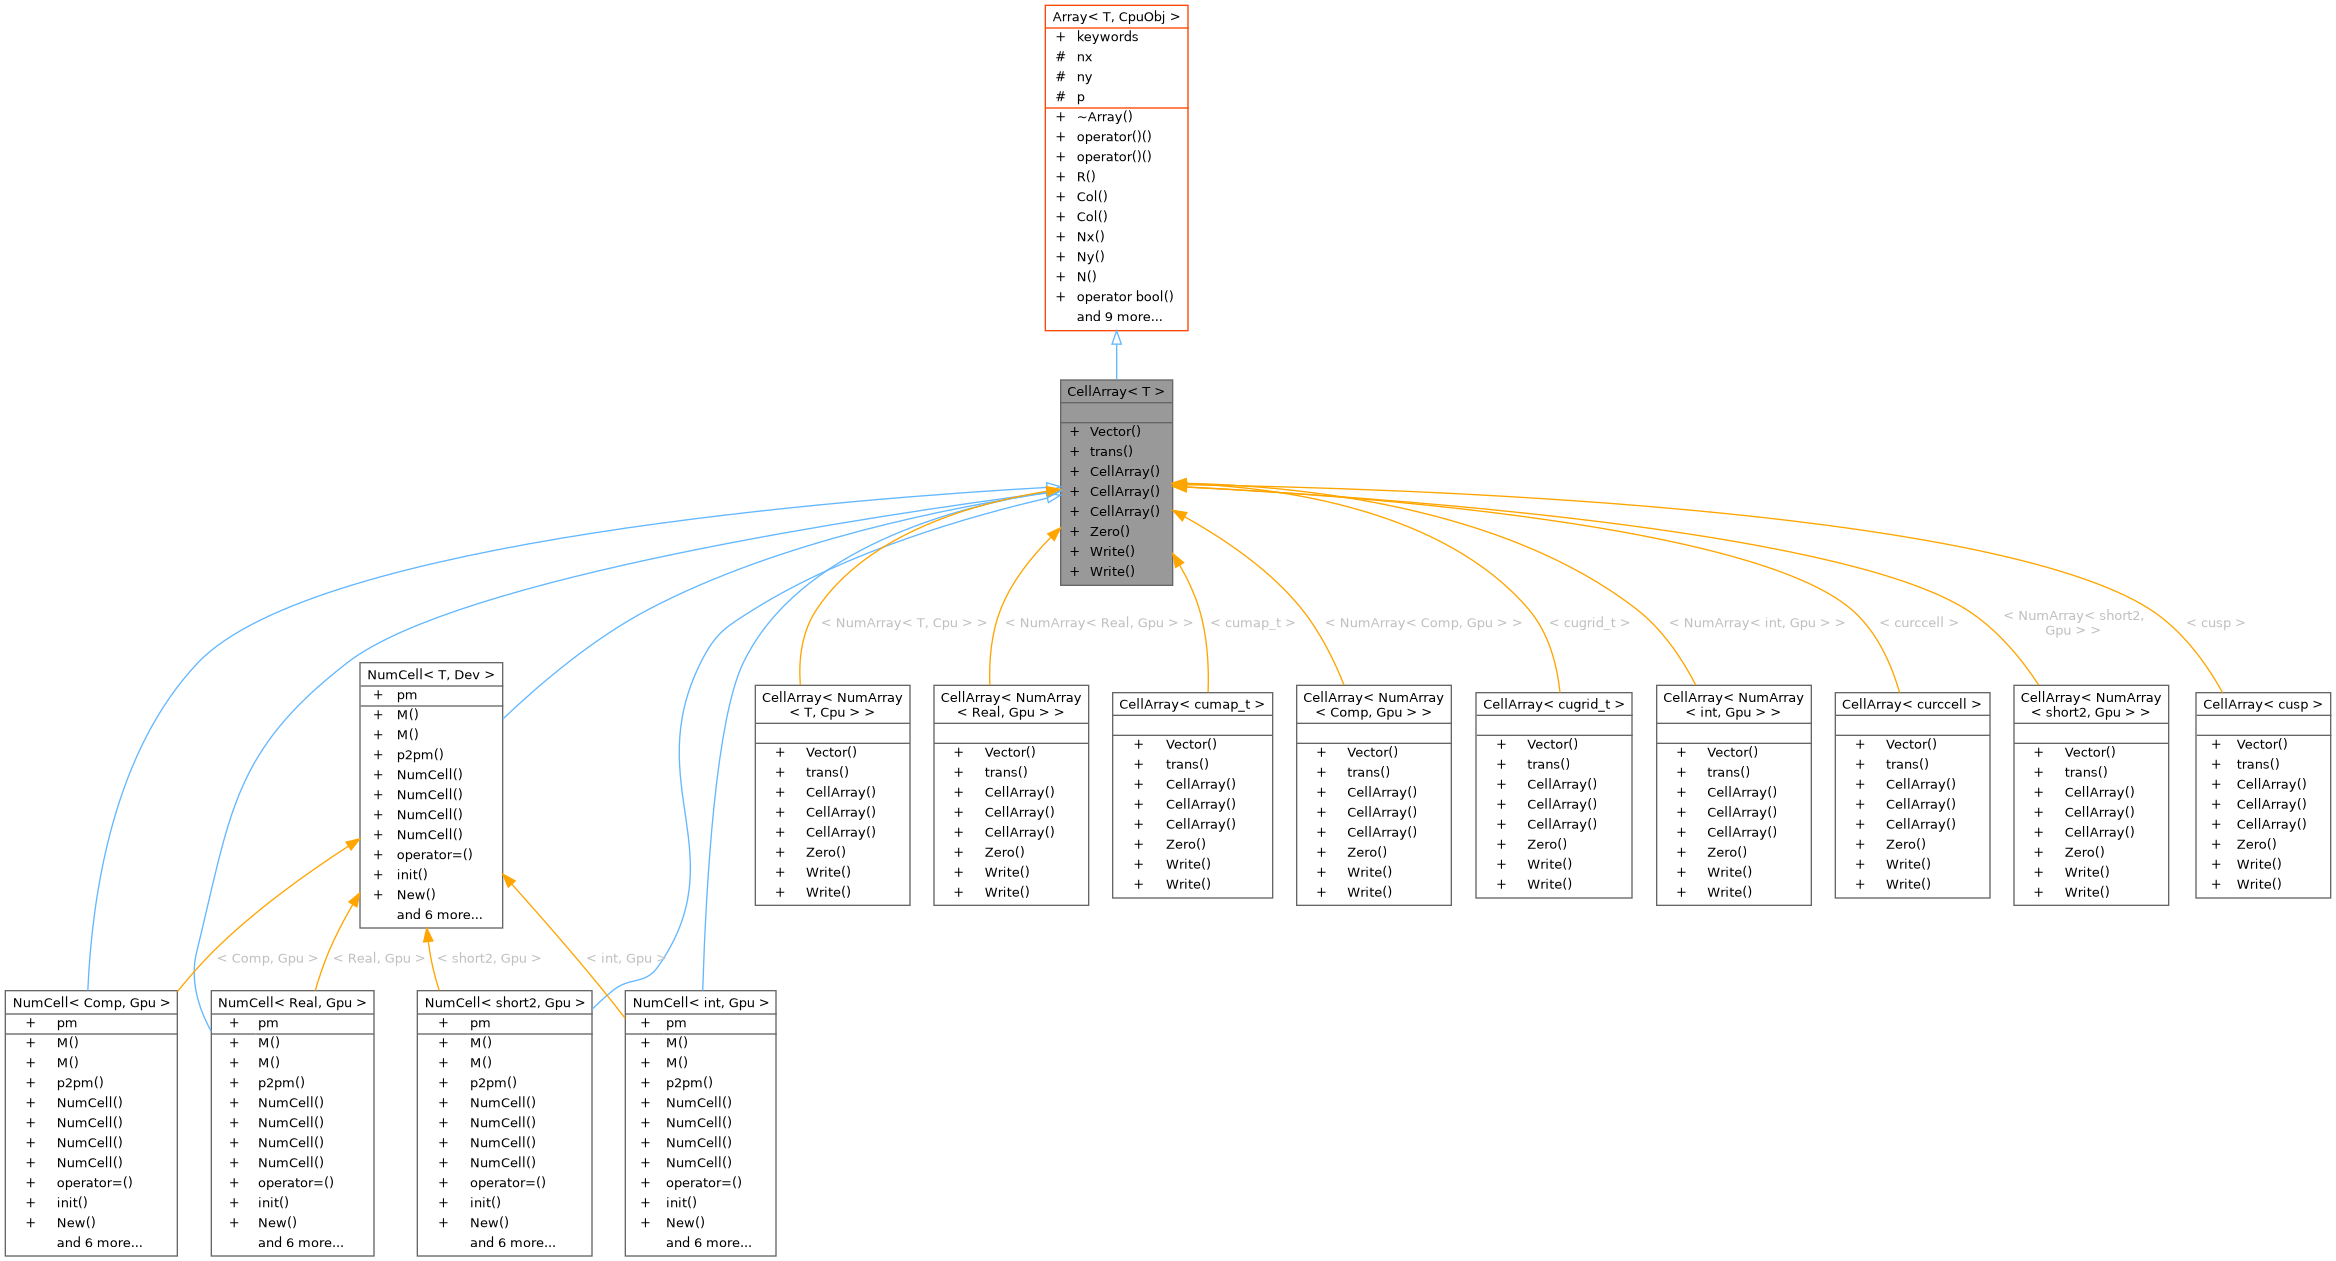 Array< T, CpuObj >
+ keywords
# nx
# ny
# p
+ ~Array()
+ operator()()
+ operator()()
+ R()
+ Col()
+ Col()
+ Nx()
+ Ny()
+ N()
+ operator bool()
and 9 more...
CellArray< T >
+ Vector()
+ trans()
+ CellArray()
+ CellArray()
+ CellArray()
+ Zero()
+ Write()
+ Write()
< NumArray< T, Cpu > >
< NumArray< Real, Gpu > >
< cumap_t >
< NumArray< Comp, Gpu > >
< cugrid_t >
< NumArray< int, Gpu > >
< curccell >
< NumArray< short2,
Gpu > >
< cusp >
NumCell< T, Dev >
+ pm
+ M()
+ M()
+ p2pm()
+ NumCell()
+ NumCell()
+ NumCell()
+ NumCell()
+ operator=()
+ init()
+ New()
and 6 more...
CellArray< NumArray
< T, Cpu > >
+ Vector()
+ trans()
+ CellArray()
+ CellArray()
+ CellArray()
+ Zero()
+ Write()
+ Write()
CellArray< NumArray
< Real, Gpu > >
+ Vector()
+ trans()
+ CellArray()
+ CellArray()
+ CellArray()
+ Zero()
+ Write()
+ Write()
CellArray< cumap_t >
+ Vector()
+ trans()
+ CellArray()
+ CellArray()
+ CellArray()
+ Zero()
+ Write()
+ Write()
CellArray< NumArray
< Comp, Gpu > >
+ Vector()
+ trans()
+ CellArray()
+ CellArray()
+ CellArray()
+ Zero()
+ Write()
+ Write()
CellArray< cugrid_t >
+ Vector()
+ trans()
+ CellArray()
+ CellArray()
+ CellArray()
+ Zero()
+ Write()
+ Write()
CellArray< NumArray
< int, Gpu > >
+ Vector()
+ trans()
+ CellArray()
+ CellArray()
+ CellArray()
+ Zero()
+ Write()
+ Write()
CellArray< curccell >
+ Vector()
+ trans()
+ CellArray()
+ CellArray()
+ CellArray()
+ Zero()
+ Write()
+ Write()
CellArray< NumArray
< short2, Gpu > >
+ Vector()
+ trans()
+ CellArray()
+ CellArray()
+ CellArray()
+ Zero()
+ Write()
+ Write()
CellArray< cusp >
+ Vector()
+ trans()
+ CellArray()
+ CellArray()
+ CellArray()
+ Zero()
+ Write()
+ Write()
< Comp, Gpu >
< Real, Gpu >
< short2, Gpu >
< int, Gpu >
NumCell< Comp, Gpu >
+ pm
+ M()
+ M()
+ p2pm()
+ NumCell()
+ NumCell()
+ NumCell()
+ NumCell()
+ operator=()
+ init()
+ New()
and 6 more...
NumCell< Real, Gpu >
+ pm
+ M()
+ M()
+ p2pm()
+ NumCell()
+ NumCell()
+ NumCell()
+ NumCell()
+ operator=()
+ init()
+ New()
and 6 more...
NumCell< short2, Gpu >
+ pm
+ M()
+ M()
+ p2pm()
+ NumCell()
+ NumCell()
+ NumCell()
+ NumCell()
+ operator=()
+ init()
+ New()
and 6 more...
NumCell< int, Gpu >
+ pm
+ M()
+ M()
+ p2pm()
+ NumCell()
+ NumCell()
+ NumCell()
+ NumCell()
+ operator=()
+ init()
+ New()
and 6 more...